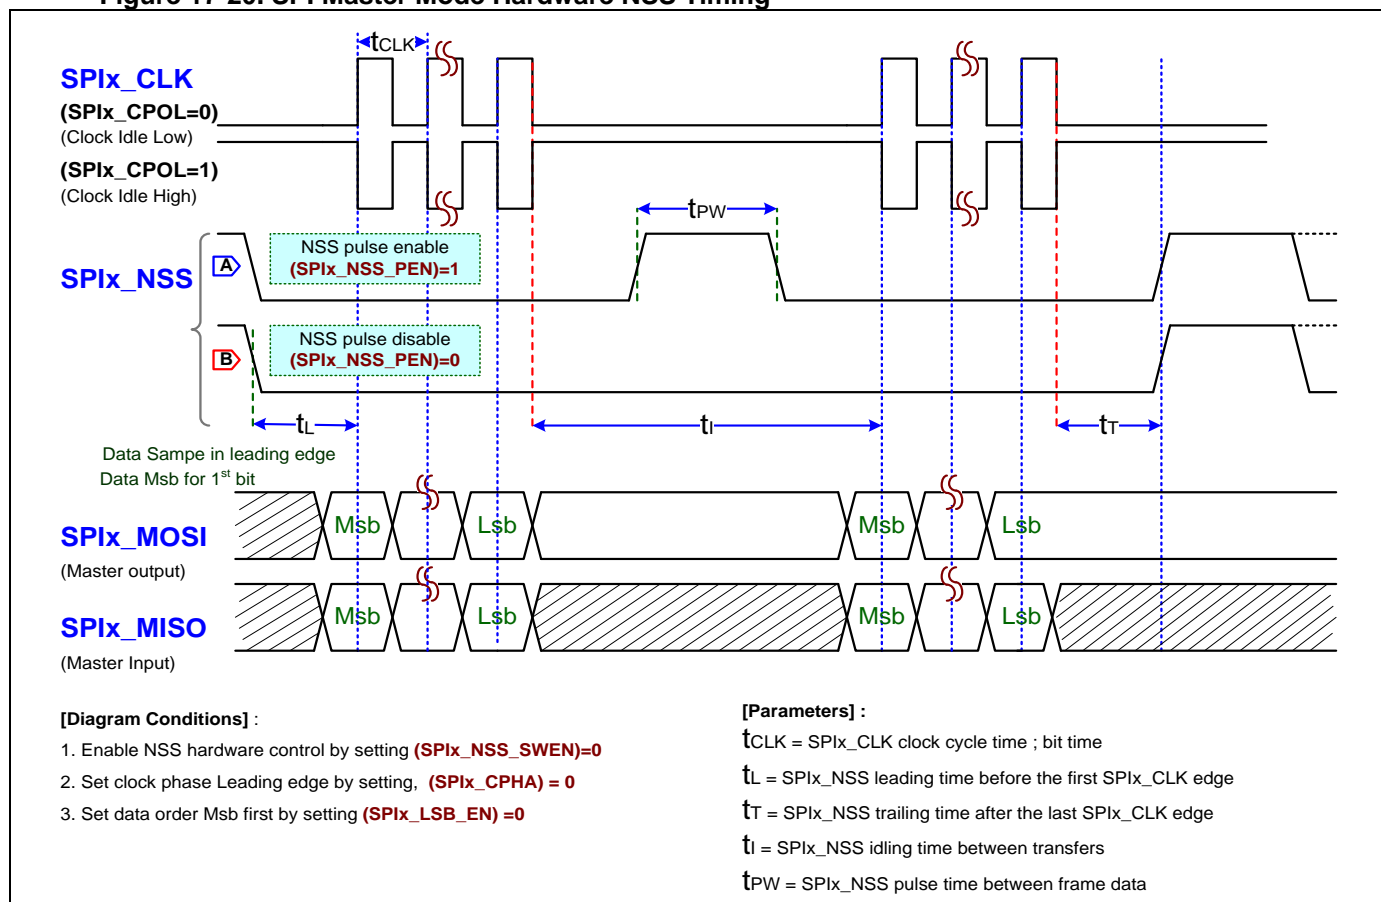 tCLK
SPIx_CLK
(SPIx_CPOL=0)
(Clock Idle Low)
(SPIx_CPOL=1)
(Clock Idle High)
tPW
SPIx_NSS
A
NSS pulse enable
(SPIx_NSS_PEN)=1
B
NSS pulse disable
(SPIx_NSS_PEN)=0
tL
tI
tT
Data Sampe in leading edge
Data Msb for 1st bit
SPIx_MOSI
(Master output)
Msb Lsb Msb Lsb
SPIx_MISO
(Master Input)
Msb Lsb Msb Lsb
[Diagram Conditions] :
1. Enable NSS hardware control by setting (SPIx_NSS_SWEN)=0
2. Set clock phase Leading edge by setting, (SPIx_CPHA) = 0
3. Set data order Msb first by setting (SPIx_LSB_EN) =0
[Parameters] :
tCLK = SPIx_CLK clock cycle time ; bit time
tL = SPIx_NSS leading time before the first SPIx_CLK edge
tT = SPIx_NSS trailing time after the last SPIx_CLK edge
tI = SPIx_NSS idling time between transfers
tPW = SPIx_NSS pulse time between frame data